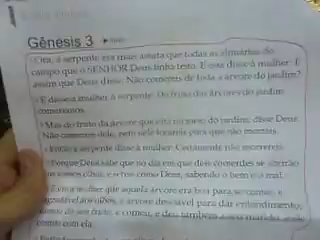 Gênesis 3
Ora, a serpente era mais astuta que todas as alimárias do
campo que o SENHOR Deus tinha feito. E esta disse à mulher: É
assim que Deus disse: Não comereis de toda a árvore do jardim?
E disse a mulher à serpente: Do fruto das árvores do jardim
comeremos,
Mas do fruto da árvore que está no meio do jardim, disse Deus:
Não comereis dele, nem nele tocareis para que não morrais.
Então a serpente disse à mulher: Certamente não morrereis.
Porque Deus sabe que no dia em que dele comerdes se abrirão
os vossos olhos, e sereis como Deus, sabendo o bem e o mal.
E viu a mulher que aquela árvore era boa para se comer, e
agradável aos olhos, e árvore desejável para dar entendimento;
tomou do seu fruto, e comeu, e deu também a seu marido,
com ela.